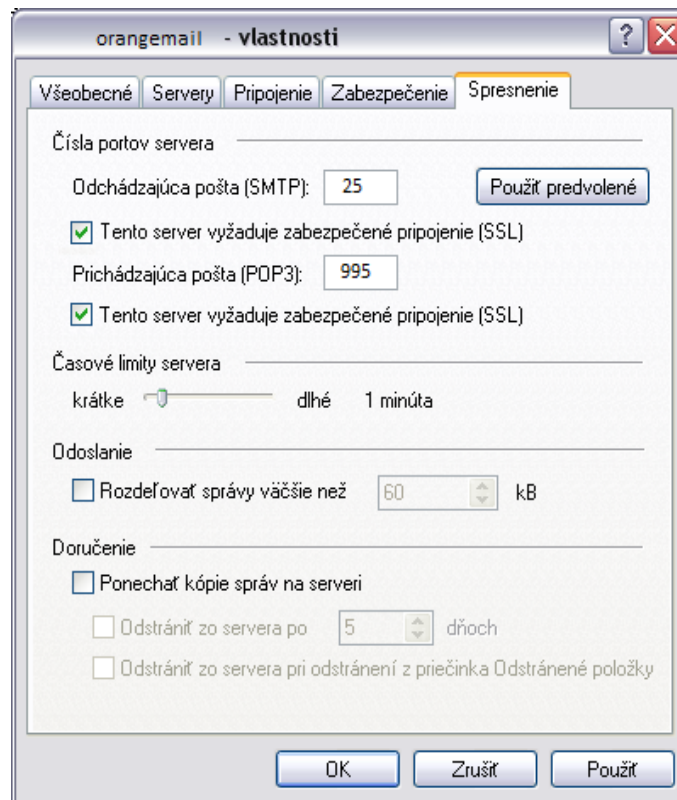 orangemail - vlastnosti
Všeobecné Servery Pripojenie Zabezpečenie Spresnenie
Čísla portov servera
Odchádzajúca pošta (SMTP): 25 Použiť predvolené
Tento server vyžaduje zabezpečené pripojenie (SSL)
Prichádzajúca pošta (POP3): 995
Tento server vyžaduje zabezpečené pripojenie (SSL)
Časové limity servera
krátke dlhé 1 minúta
Odoslanie
Rozdeľovať správy väčšie než 60 kB
Doručenie
Ponechať kópie správ na serveri
Odstrániť zo servera po 5 dňoch
Odstrániť zo servera pri odstránení z priečinka Odstránené položky
OK Zrušiť Použiť